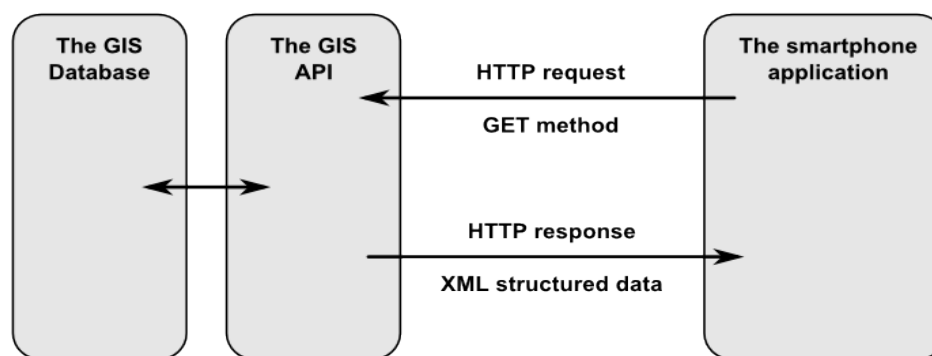 The GIS
Database
The GIS
API
The smartphone
application
HTTP request
GET method
HTTP response
XML structured data